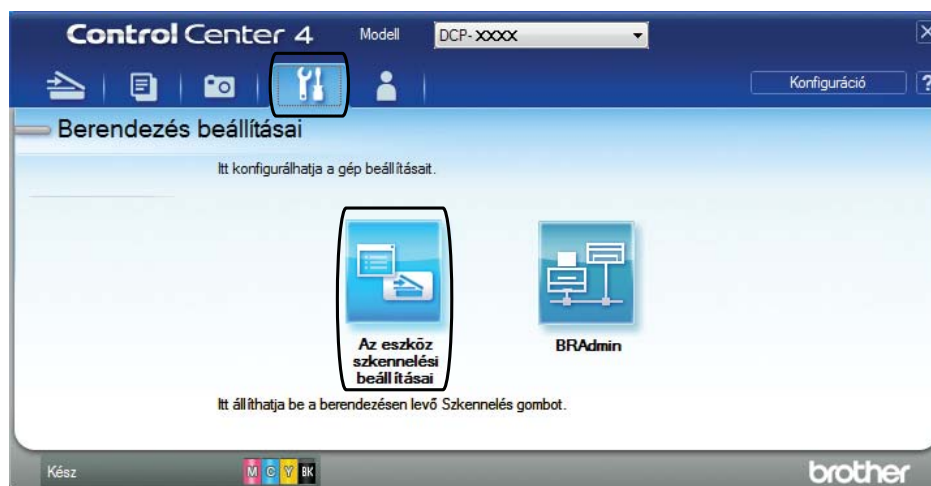 Control Center 4 Modell DCP- XXXX
Konfiguráció ?
Berendezés beállításai
Itt konfigurálhatja a gép beállításait.
Az eszköz
szkennelési
beállításai
BRAdmin
Itt állíthatja be a berendezésen levő Szkennelés gombot.
Kész M C Y BK brother